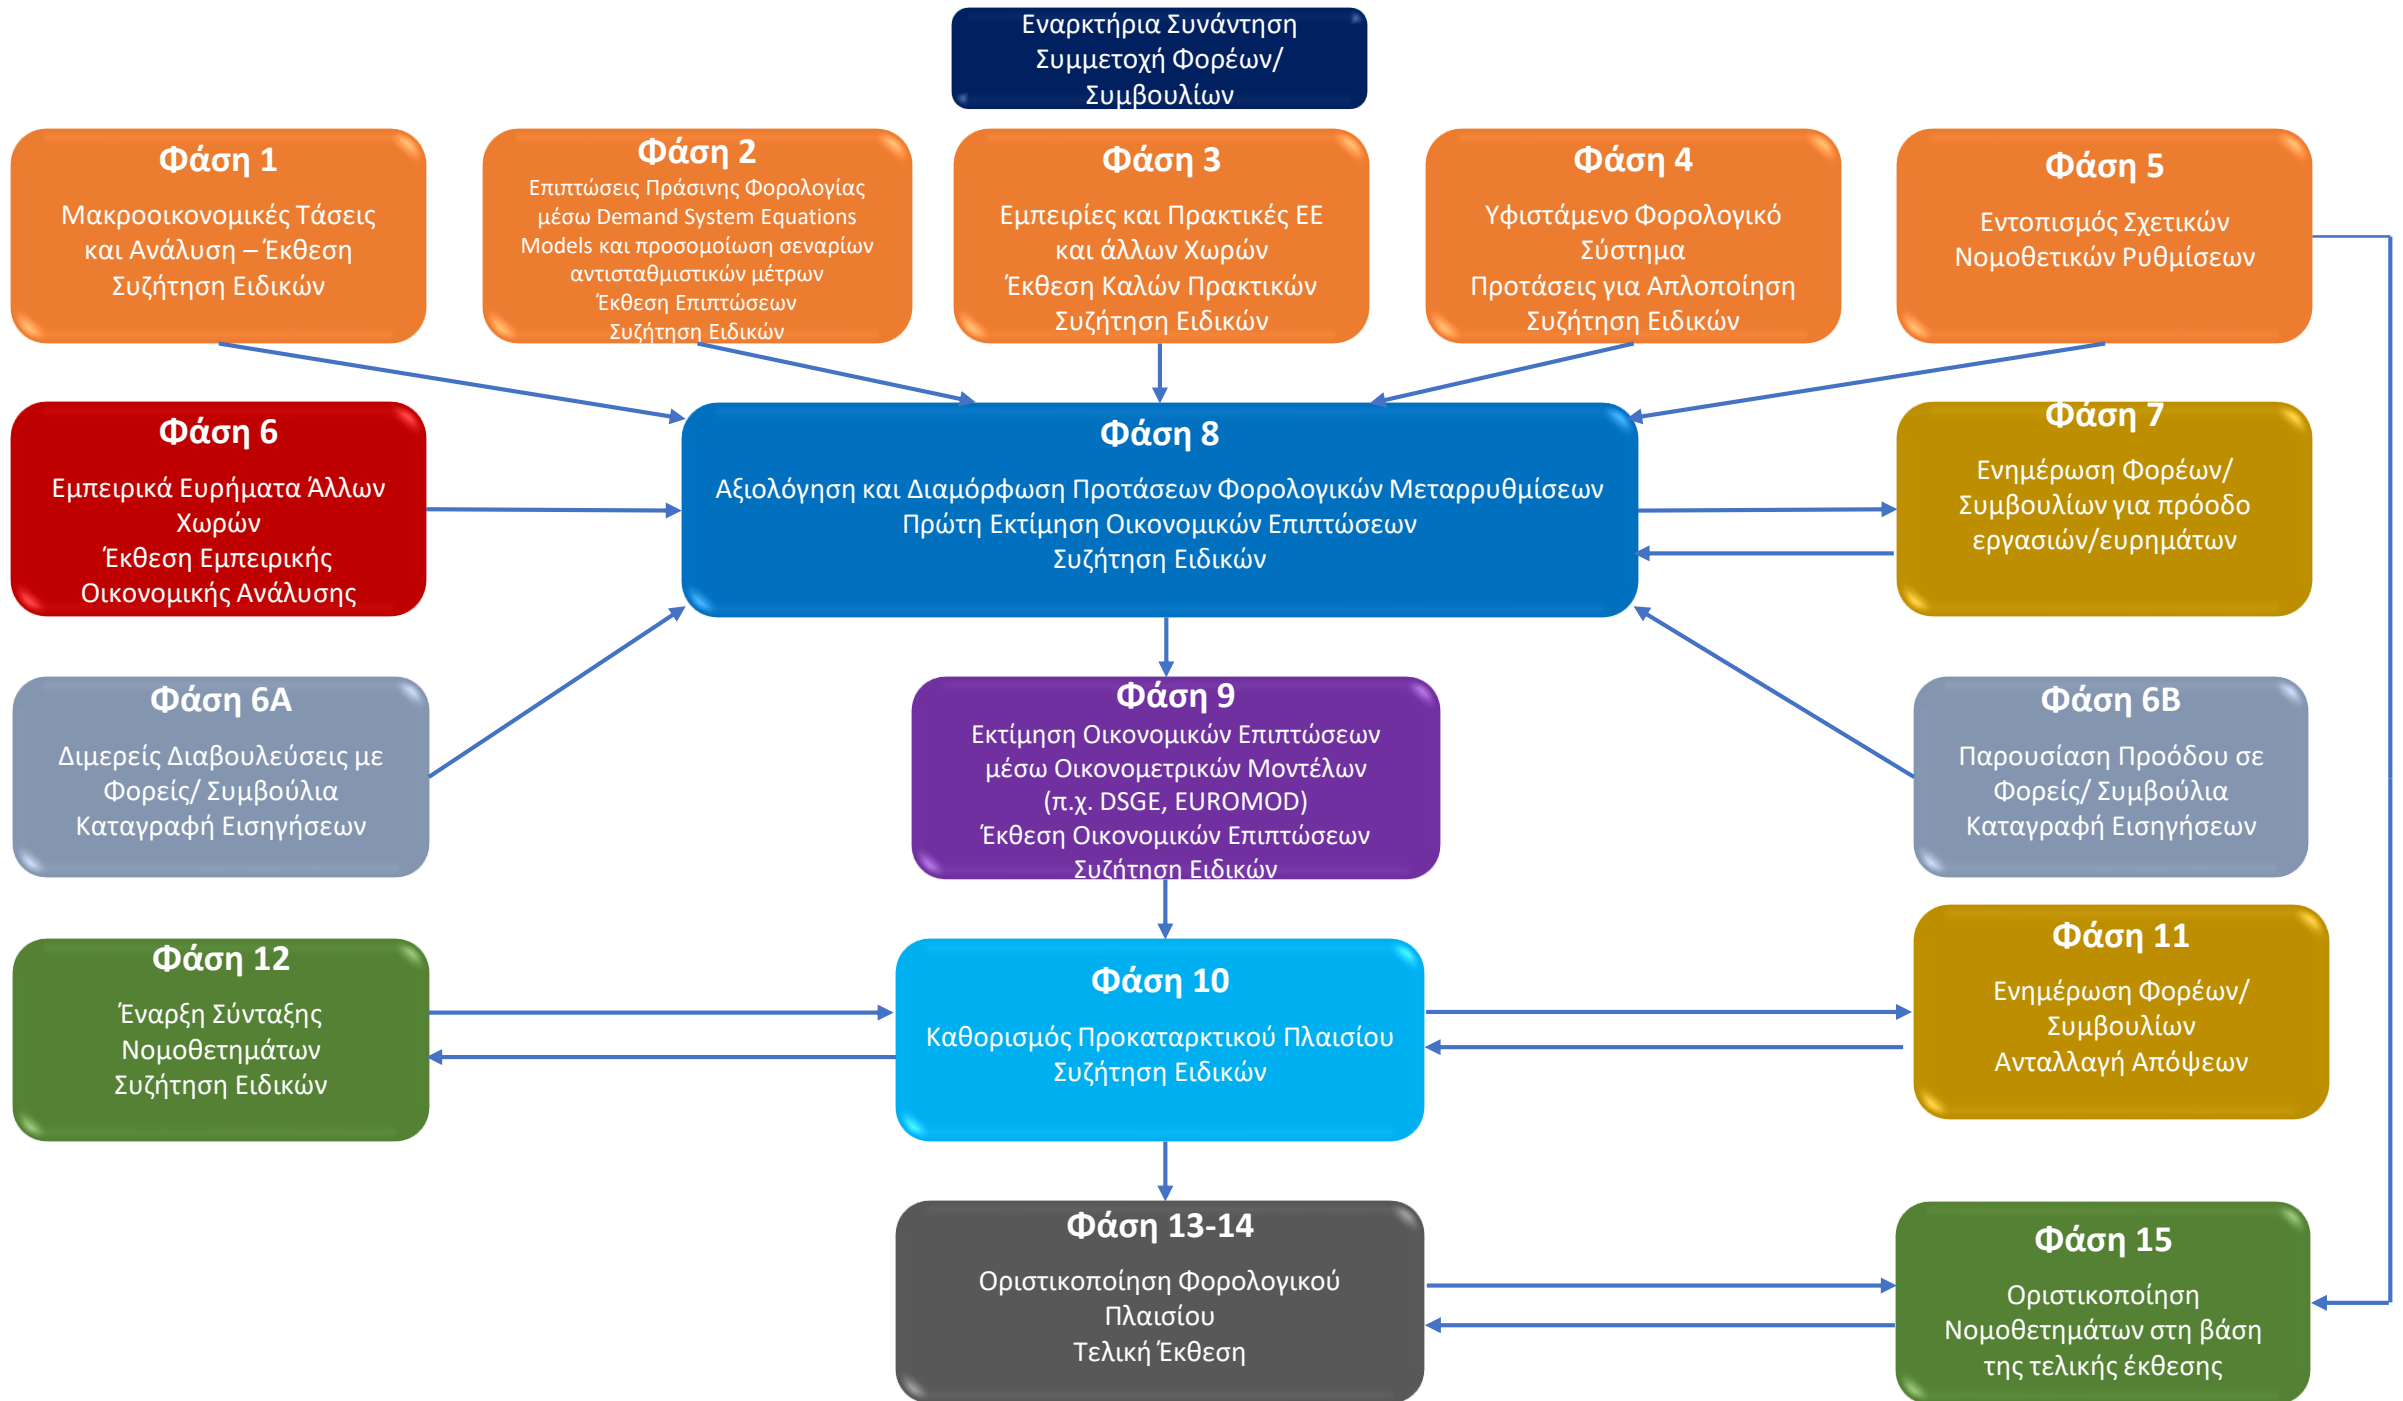 Εναρκτήρια Συνάντηση
Συμμετοχή Φορέων/
Συμβουλίων
Φάση 1
Μακροοικονομικές Τάσεις
και Ανάλυση – Έκθεση
Συζήτηση Ειδικών
Φάση 2
Επιπτώσεις Πράσινης Φορολογίας
μέσω Demand System Equations
Models και προσομοίωση σεναρίων
αντισταθμιστικών μέτρων
Έκθεση Επιπτώσεων
Συζήτηση Ειδικών
Φάση 3
Εμπειρίες και Πρακτικές ΕΕ
και άλλων Χωρών
Έκθεση Καλών Πρακτικών
Συζήτηση Ειδικών
Φάση 4
Υφιστάμενο Φορολογικό
Σύστημα
Προτάσεις για Απλοποίηση
Συζήτηση Ειδικών
Φάση 5
Εντοπισμός Σχετικών
Νομοθετικών Ρυθμίσεων
Φάση 6
Εμπειρικά Ευρήματα Άλλων
Χωρών
Έκθεση Εμπειρικής
Οικονομικής Ανάλυσης
Φάση 8
Αξιολόγηση και Διαμόρφωση Προτάσεων Φορολογικών Μεταρρυθμίσεων
Πρώτη Εκτίμηση Οικονομικών Επιπτώσεων
Συζήτηση Ειδικών
Φάση 7
Ενημέρωση Φορέων/
Συμβουλίων για πρόοδο
εργασιών/ευρημάτων
Φάση 6Α
Διμερείς Διαβουλεύσεις με
Φορείς/ Συμβούλια
Καταγραφή Εισηγήσεων
Φάση 9
Εκτίμηση Οικονομικών Επιπτώσεων
μέσω Οικονομετρικών Μοντέλων
(π.χ. DSGE, EUROMOD)
Έκθεση Οικονομικών Επιπτώσεων
Συζήτηση Ειδικών
Φάση 6Β
Παρουσίαση Προόδου σε
Φορείς/ Συμβούλια
Καταγραφή Εισηγήσεων
Φάση 12
Έναρξη Σύνταξης
Νομοθετημάτων
Συζήτηση Ειδικών
Φάση 10
Καθορισμός Προκαταρκτικού Πλαισίου
Συζήτηση Ειδικών
Φάση 11
Ενημέρωση Φορέων/
Συμβουλίων
Ανταλλαγή Απόψεων
Φάση 13-14
Οριστικοποίηση Φορολογικού
Πλαισίου
Τελική Έκθεση
Φάση 15
Οριστικοποίηση
Νομοθετημάτων στη βάση
της τελικής έκθεσης